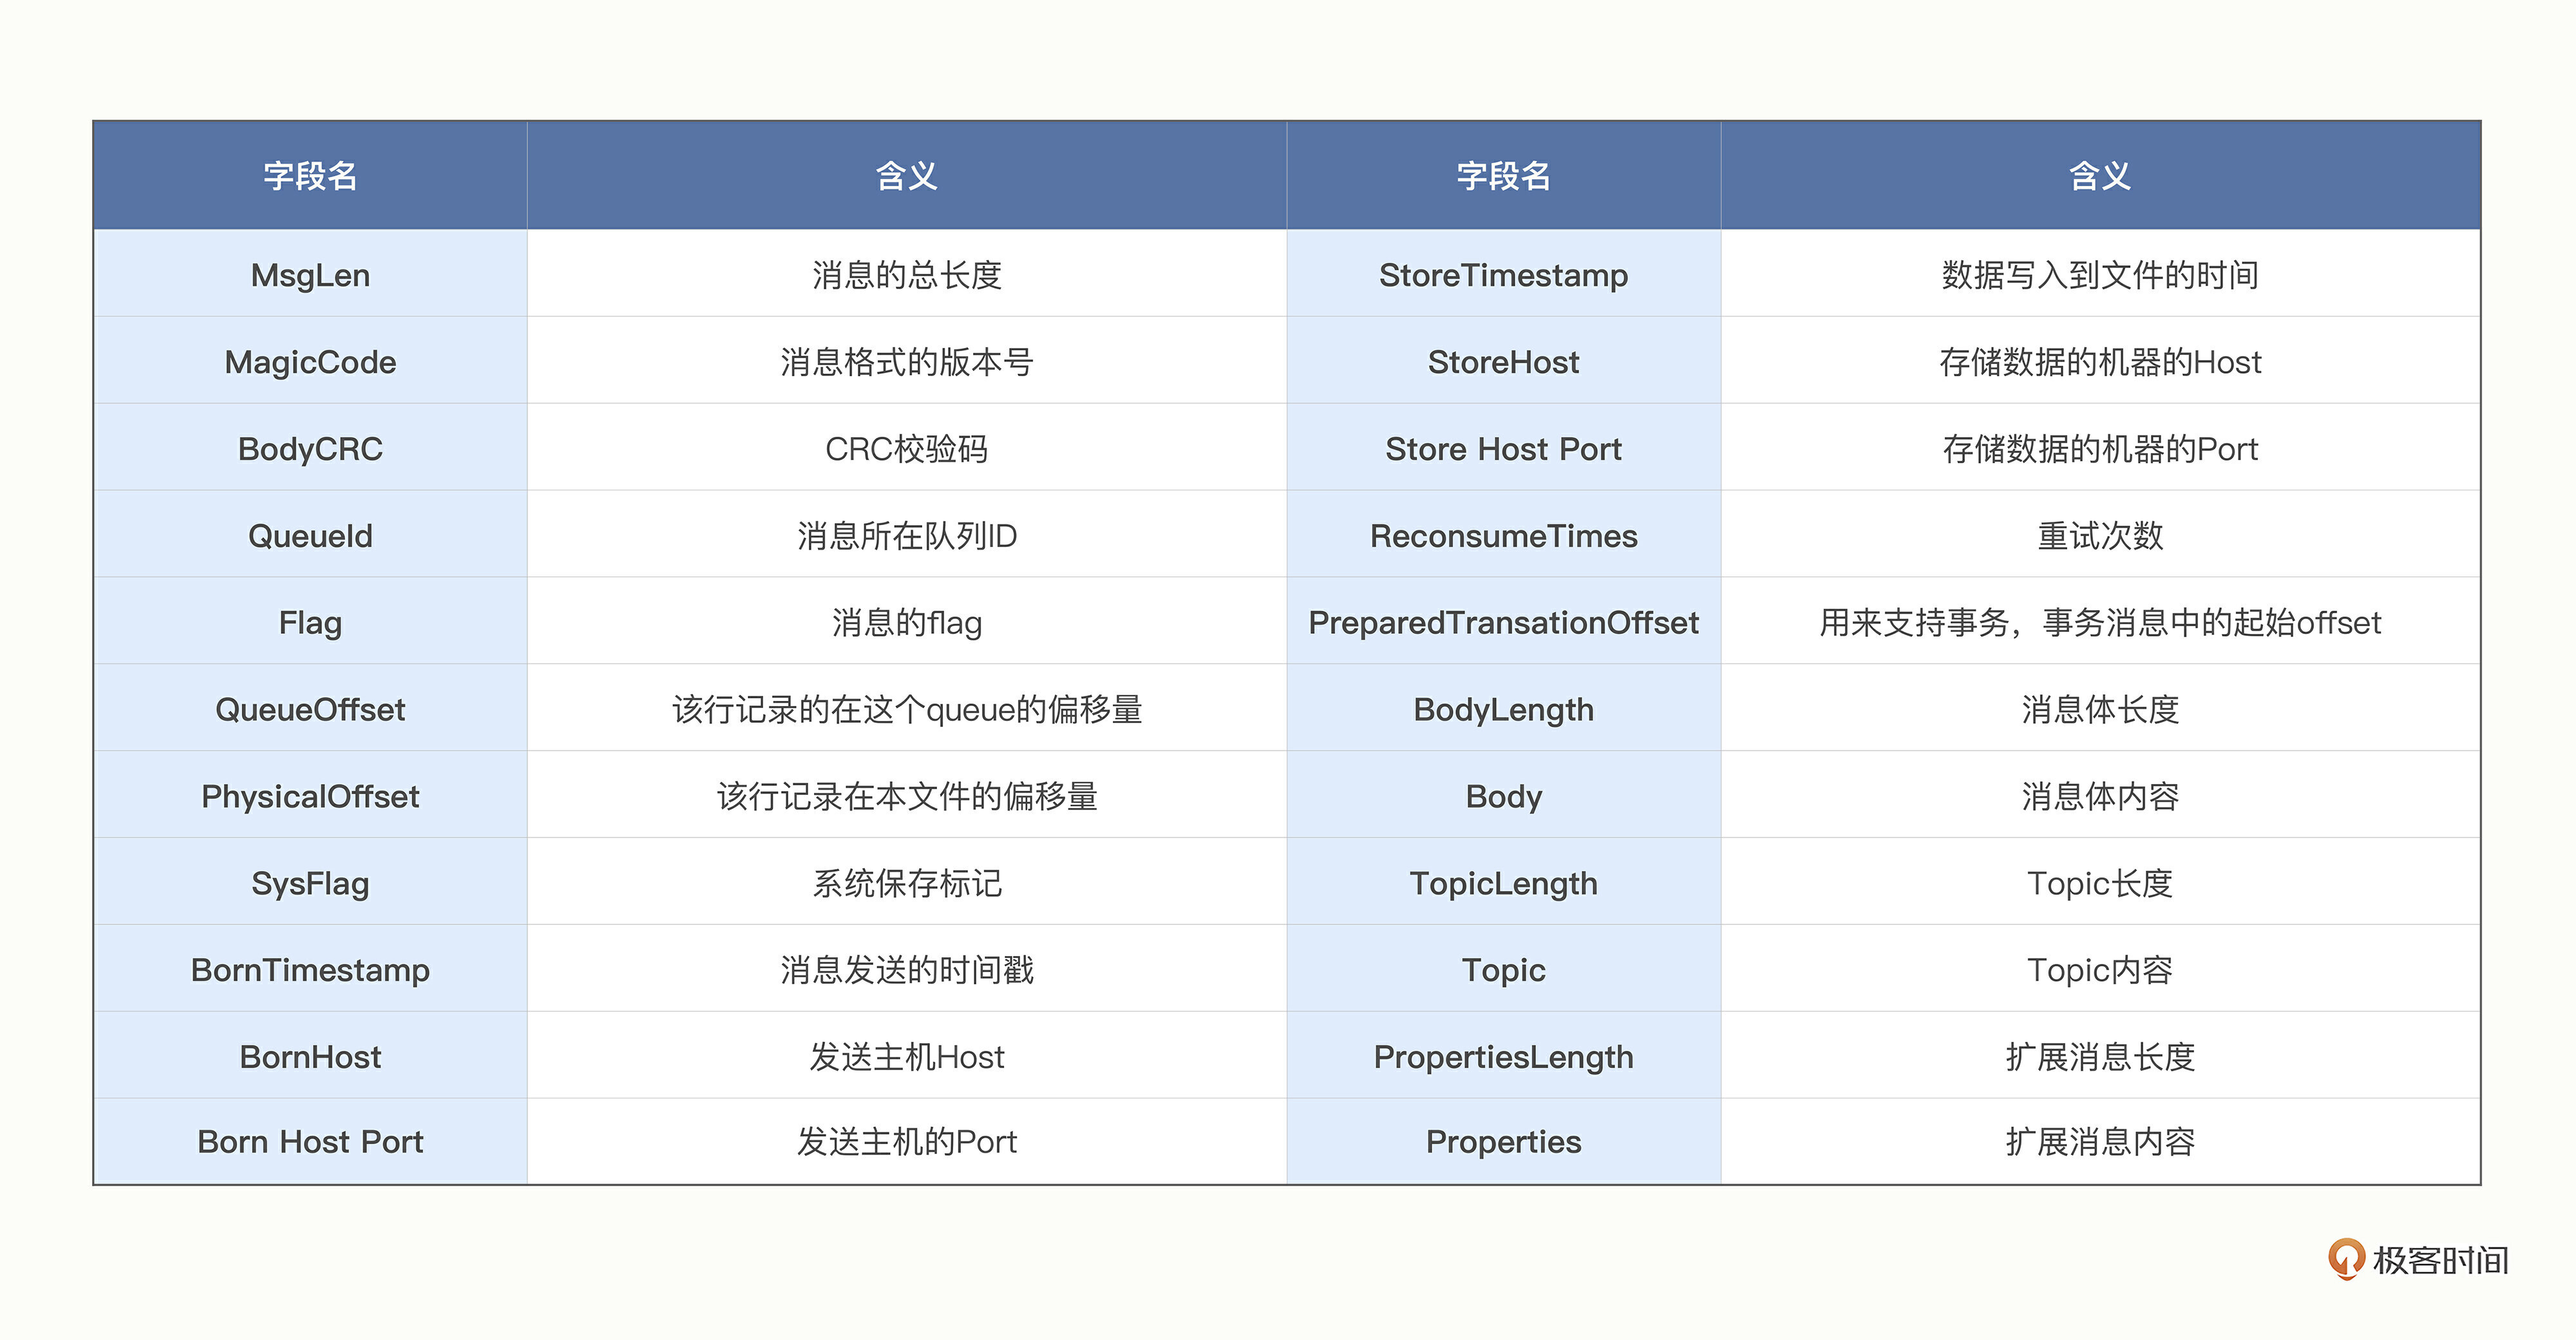 字段名 含义 字段名 含义
MsgLen 消息的总长度 StoreTimestamp 数据写入到文件的时间
MagicCode 消息格式的版本号 StoreHost 存储数据的机器的Host
BodyCRC CRC校验码 Store Host Port 存储数据的机器的Port
QueueId 消息所在队列ID ReconsumeTimes 重试次数
Flag 消息的flag PreparedTransationOffset 用来支持事务，事务消息中的起始offset
QueueOffset 该行记录的在这个queue的偏移量 BodyLength 消息体长度
PhysicalOffset 该行记录在本文件的偏移量 Body 消息体内容
SysFlag 系统保存标记 TopicLength Topic长度
BornTimestamp 消息发送的时间戳 Topic Topic内容
BornHost 发送主机Host PropertiesLength 扩展消息长度
Born Host Port 发送主机的Port Properties 扩展消息内容
极客时间